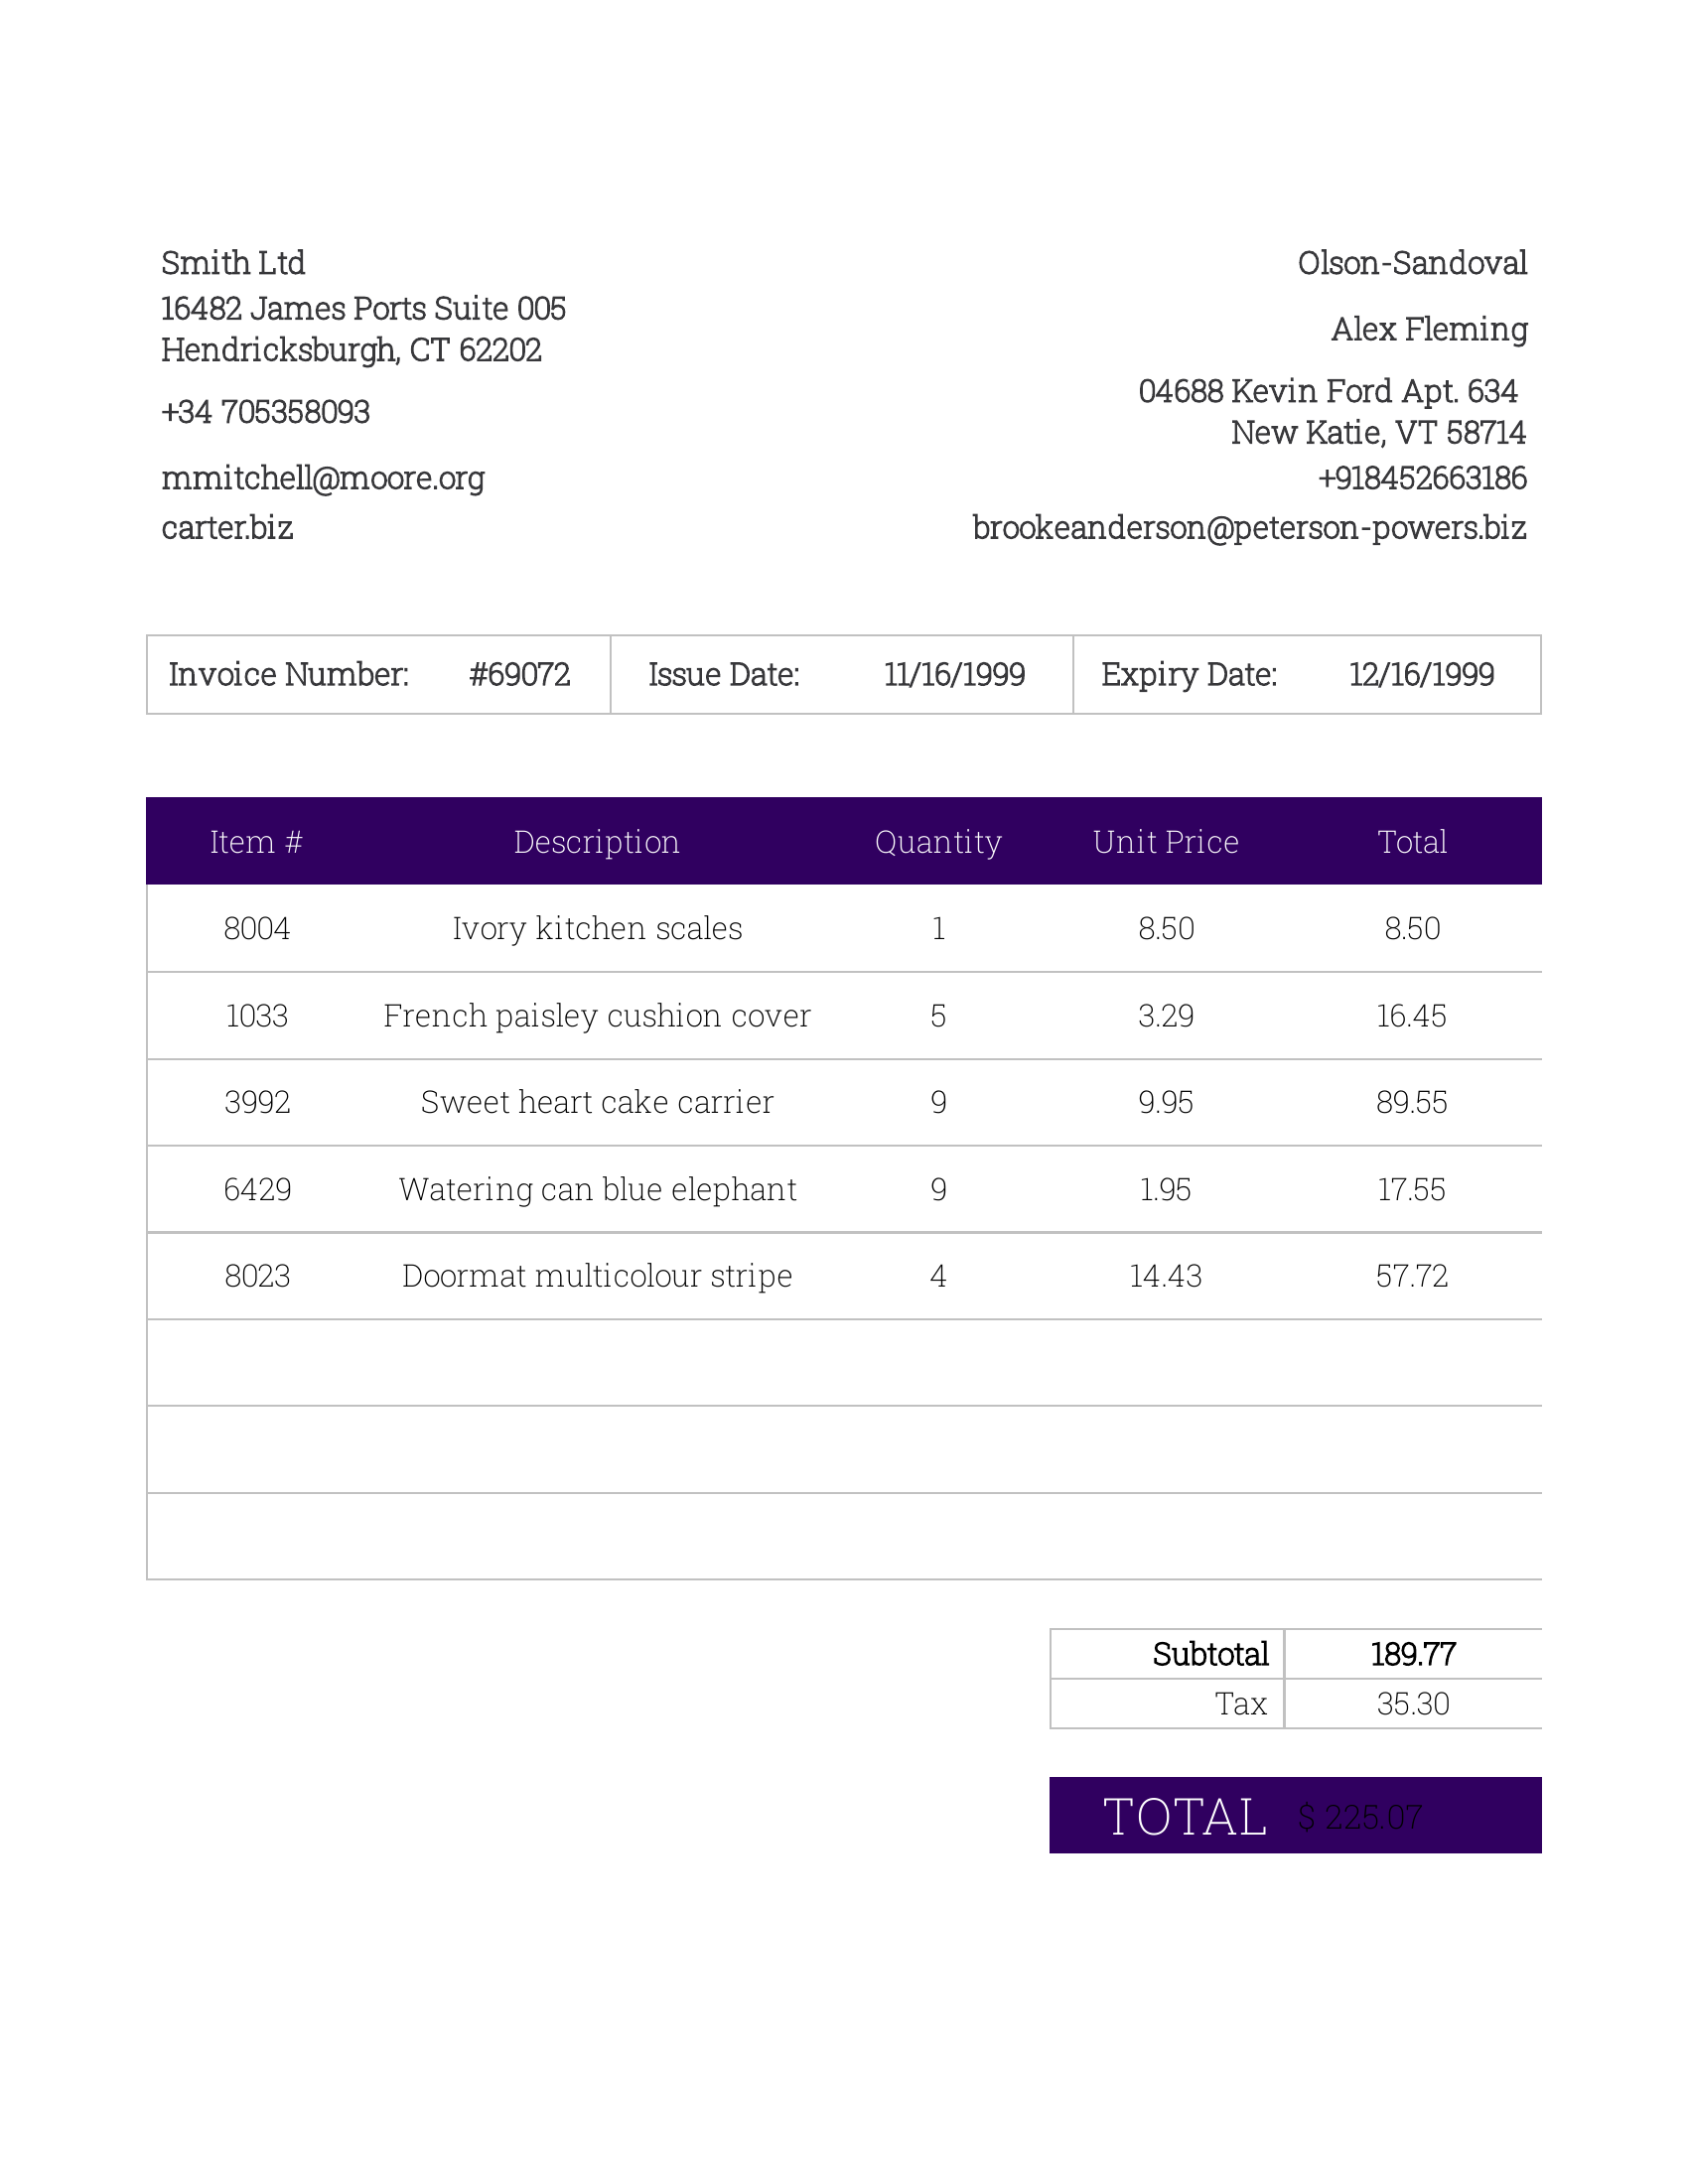 Smith Ltd
16482 James Ports Suite 005
Hendricksburgh, CT 62202
+34 705358093
mmitchell@moore.org
carter.biz
Olson-Sandoval
Alex Fleming
04688 Kevin Ford Apt. 634
New Katie, VT 58714
+918452663186
brookeanderson@peterson-powers.biz
Invoice Number: #69072 Issue Date: 11/16/1999 Expiry Date: 12/16/1999
Item # Description Quantity Unit Price Total
8004 Ivory kitchen scales 1 8.50 8.50
1033 French paisley cushion cover 5 3.29 16.45
3992 Sweet heart cake carrier 9 9.95 89.55
6429 Watering can blue elephant 9 1.95 17.55
8023 Doormat multicolour stripe 4 14.43 57.72
Subtotal 189.77
Tax 35.30
TOTAL $ 225.07